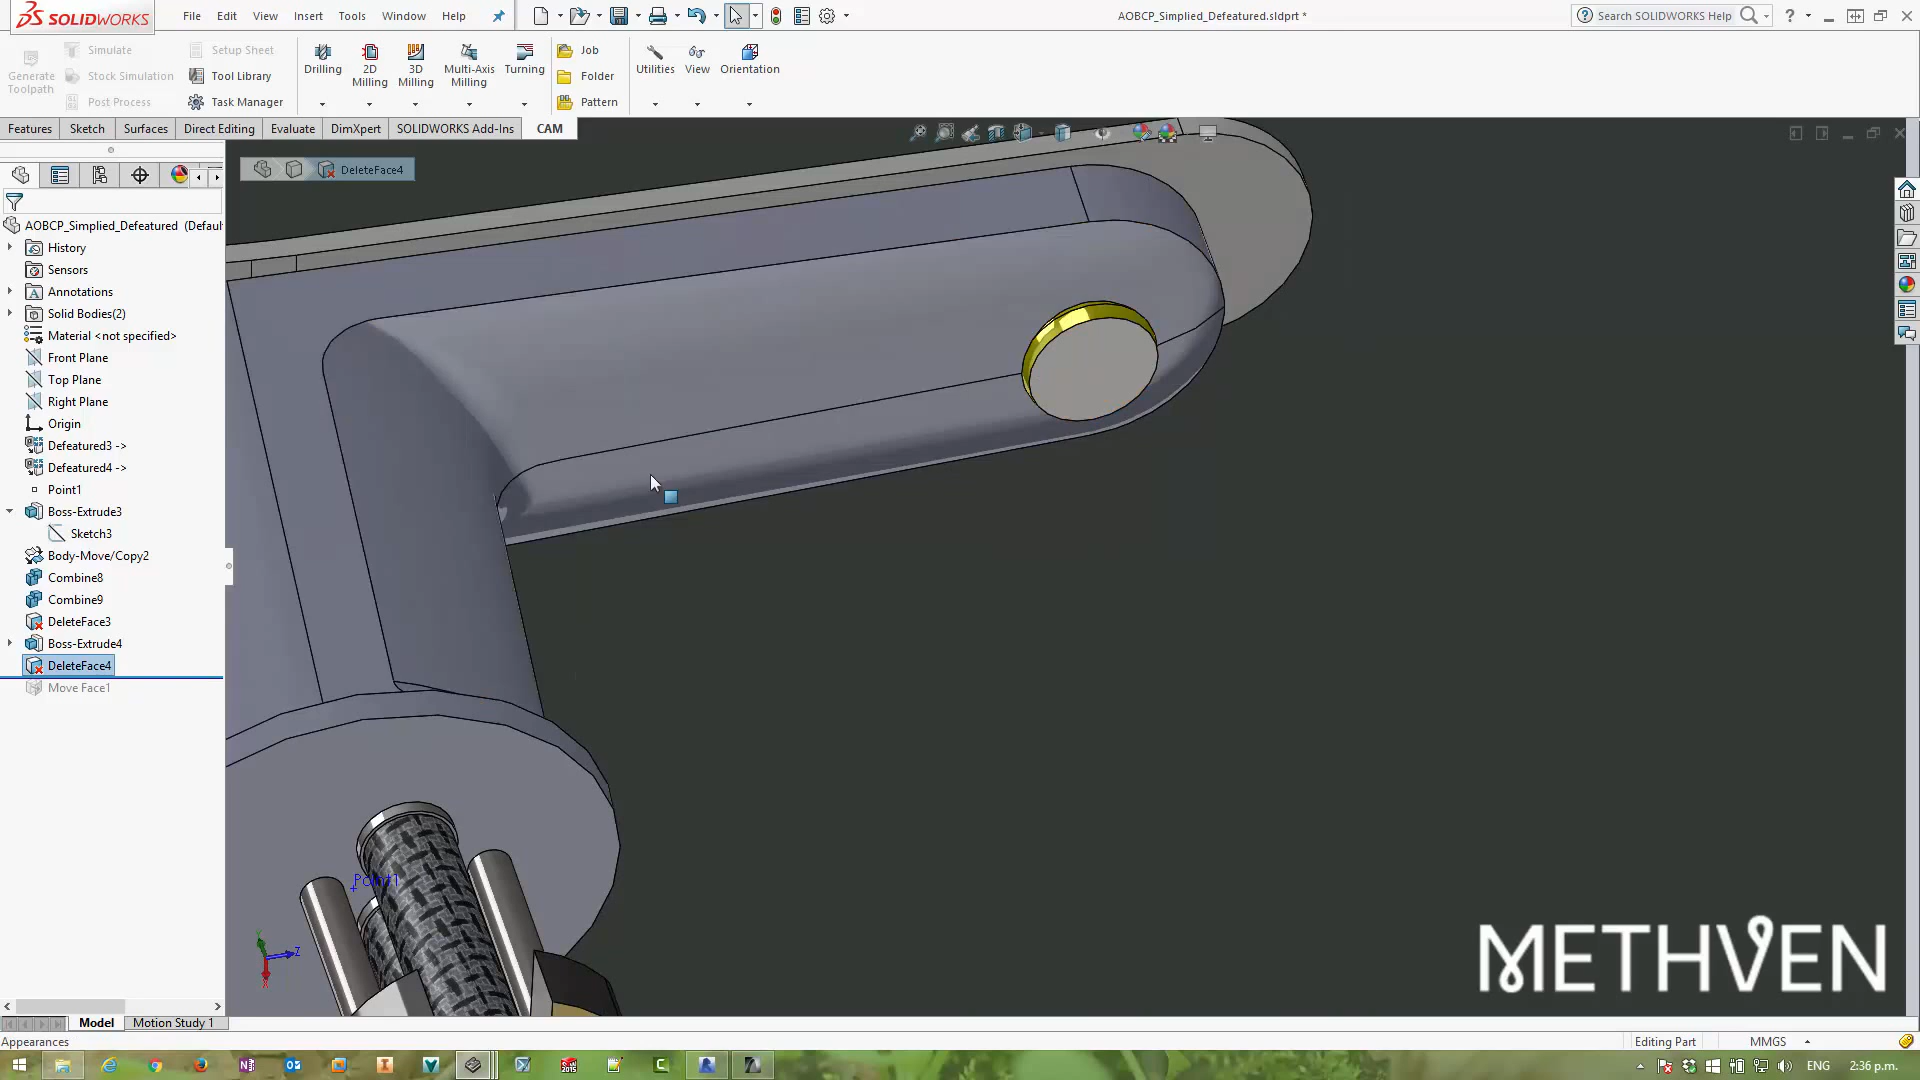 SOLIDWORKS
File Edit View Insert Tools Window Help
AOBCP_Simplied_Defeatured.sldprt *
Search SOLIDWORKS Help
Generate Toolpath
Simulate
Stock Simulation
Post Process
Setup Sheet
Tool Library
Task Manager
Drilling
2D Milling
3D Milling
Multi-Axis Milling
Turning
Job
Folder
Pattern
Utilities
View
Orientation
Features Sketch Surfaces Direct Editing Evaluate DimXpert SOLIDWORKS Add-Ins CAM
DeleteFace4
AOBCP_Simplied_Defeatured (Defaul
History
Sensors
Annotations
Solid Bodies(2)
Material <not specified>
Front Plane
Top Plane
Right Plane
Origin
Defeatured3 ->
Defeatured4 ->
Point1
Boss-Extrude3
Sketch3
Body-Move/Copy2
Combine8
Combine9
DeleteFace3
Boss-Extrude4
DeleteFace4
Move Face1
Point1
Y
Z
X
METHVEN
Model Motion Study 1
Appearances
Editing Part
MMGS
ENG
2:36 p.m.